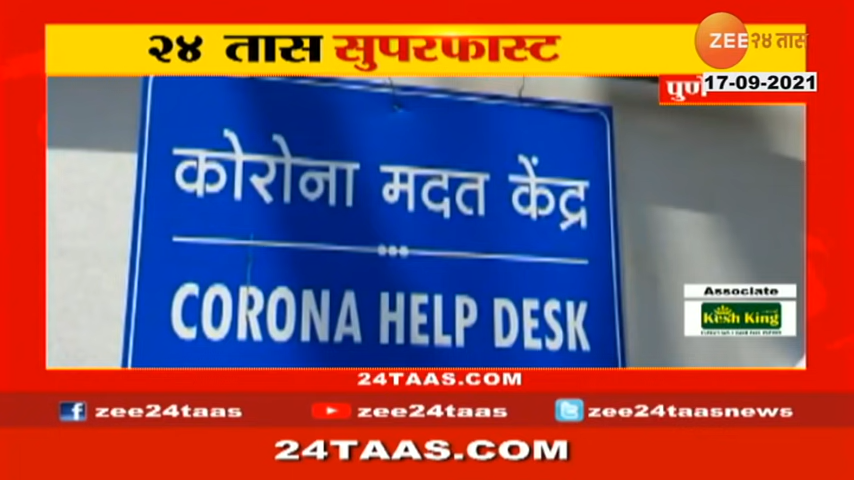 २४ तास सुपरफास्ट
ZEE २४ तास
पुणे
17-09-2021
कोरोना मदत केंद्र
CORONA HELP DESK
Associate
Kesh King
24TAAS.COM
zee24taas
zee24taas
zee24taasnews
24TAAS.COM